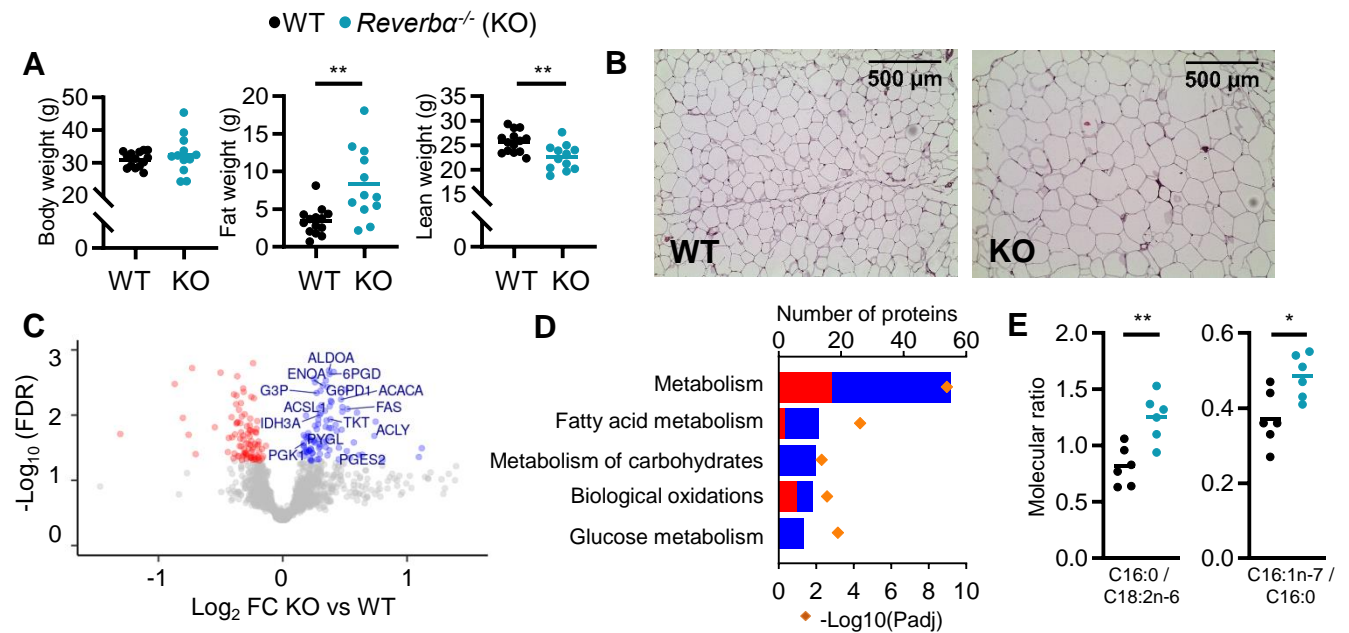 WT Reverbα-/- (KO)
A
Body weight (g)
50
40
30
20
0
WT KO
Fat weight (g)
**
20
15
10
5
0
WT KO
Lean weight (g)
**
35
30
25
20
15
0
WT KO
B
500 μm
WT
500 μm
KO
C
-Log10 (FDR)
3
2
1
0
ALDOA
ENOA 6PGD
G3P G6PD1 ACACA
ACSL1 FAS
IDH3A TKT ACLY
PYGL
PGK1 PGES2
-1 0 1
Log2 FC KO vs WT
D
Number of proteins
0 20 40 60
Metabolism
Fatty acid metabolism
Metabolism of carbohydrates
Biological oxidations
Glucose metabolism
0 2 4 6 8 10
-Log10(Padj)
E
Molecular ratio
**
2.0
1.5
1.0
0.5
0.0
C16:0 /
C18:2n-6
*
0.6
0.4
0.2
0.0
C16:1n-7 /
C16:0